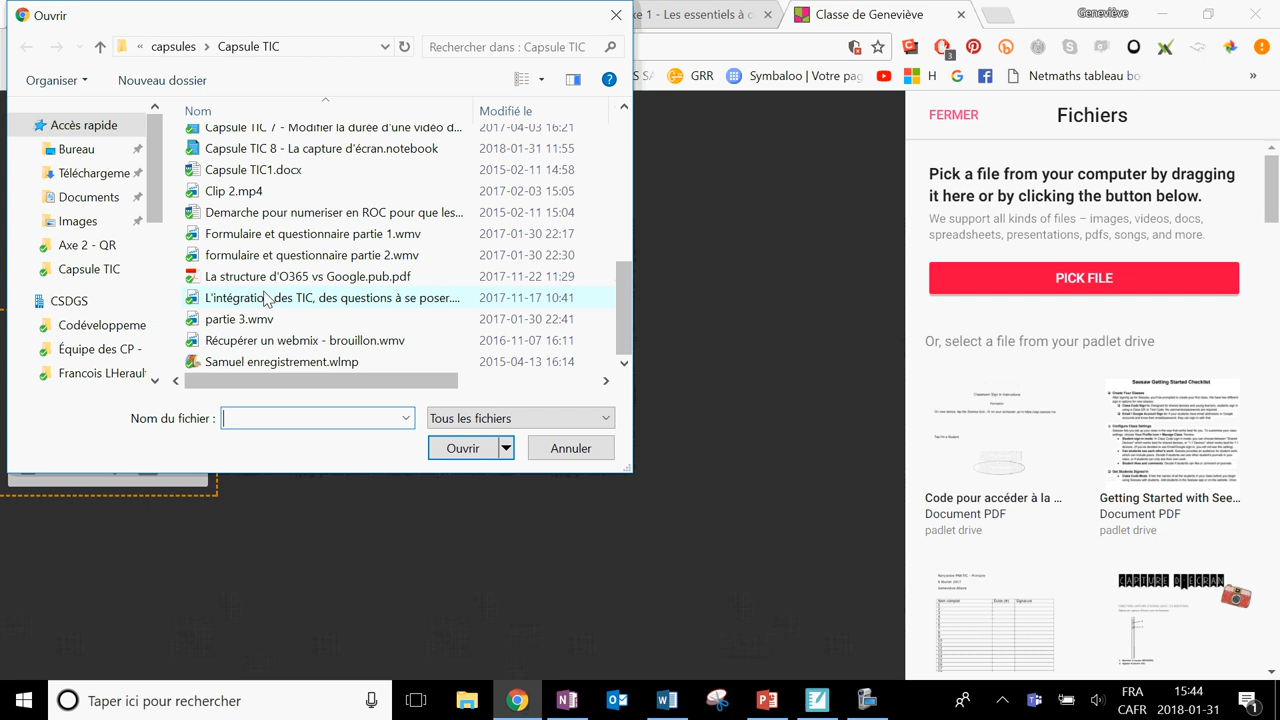 Ouvrir
xe 1 - Les essentiels à c
Classe de Geneviève
Geneviève
capsules
Capsule TIC
Rechercher dans : Capsule TIC
3
Organiser
Nouveau dossier
GRR
Symbaloo | Votre pag
H
Netmaths tableau bo
Nom
Modifié le
Accès rapide
Bureau
Téléchargeme
Documents
Images
Axe 2 - QR
Capsule TIC
CSDGS
Codéveloppeme
Équipe des CP -
Francois LHerault
Capsule TIC 7 - Modifier la durée d'une vidéo d... 2017-04-03 16:21
Capsule TIC 8 - La capture d'écran.notebook 2018-01-31 11:55
Capsule TIC1.docx 2015-02-11 14:58
Clip 2.mp4 2017-02-03 15:05
Demarche pour numeriser en ROC pour que les... 2015-02-11 15:04
Formulaire et questionnaire partie 1.wmv 2017-01-30 22:17
formulaire et questionnaire partie 2.wmv 2017-01-30 22:30
La structure d'O365 vs Google.pub.pdf 2017-11-22 11:29
L'intégration des TIC, des questions à se poser.... 2017-11-17 10:41
partie 3.wmv 2017-01-30 22:41
Récupérer un webmix - brouillon.wmv 2016-11-07 16:11
Samuel enregistrement.wlmp 2015-04-13 16:14
Nom du fichier :
FERMER
Fichiers
Pick a file from your computer by dragging
it here or by clicking the button below.
We support all kinds of files – images, videos, docs,
spreadsheets, presentations, pdfs, songs, and more.
PICK FILE
Or, select a file from your padlet drive
Seesaw Getting Started Checklist
Code pour accéder à la ...
Document PDF
padlet drive
Getting Started with See...
Document PDF
padlet drive
CAPTURE D'ÉCRAN
Taper ici pour rechercher
FRA
CAFR
15:44
2018-01-31
1